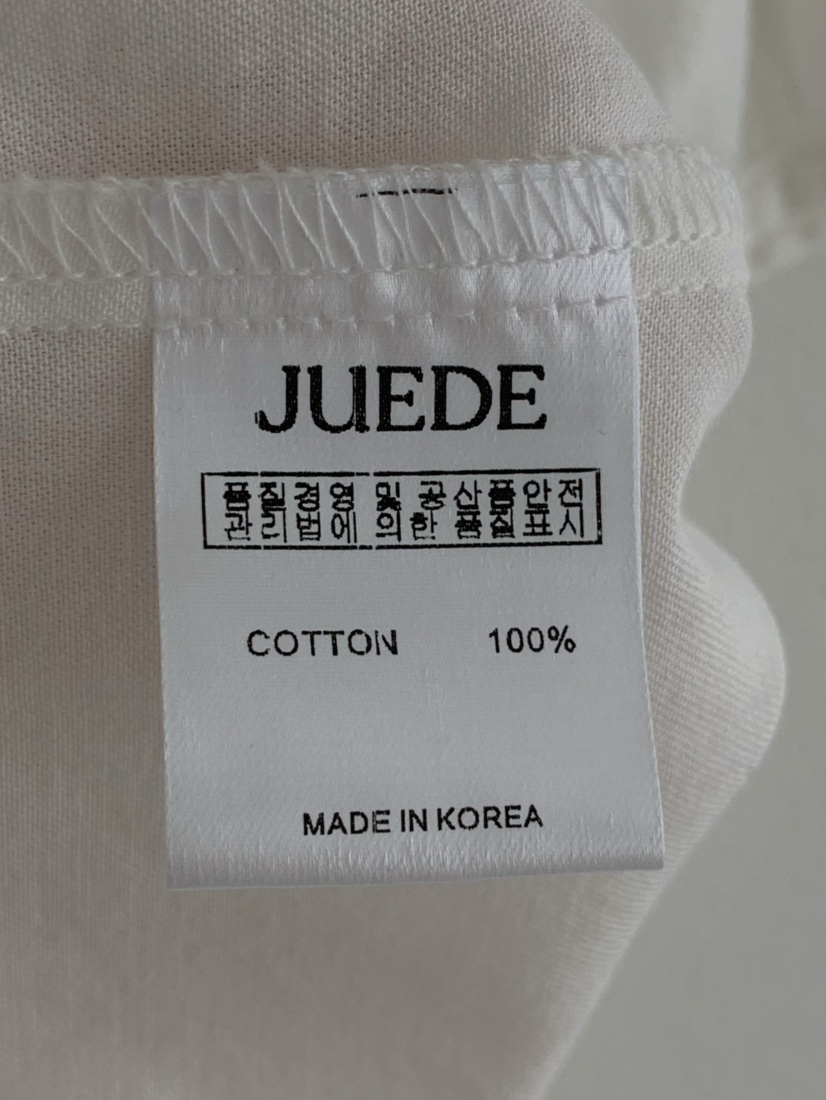 JUEDE
품질경영 및 공산품안전
관리법에 의한 품질표시
COTTON 100%
MADE IN KOREA